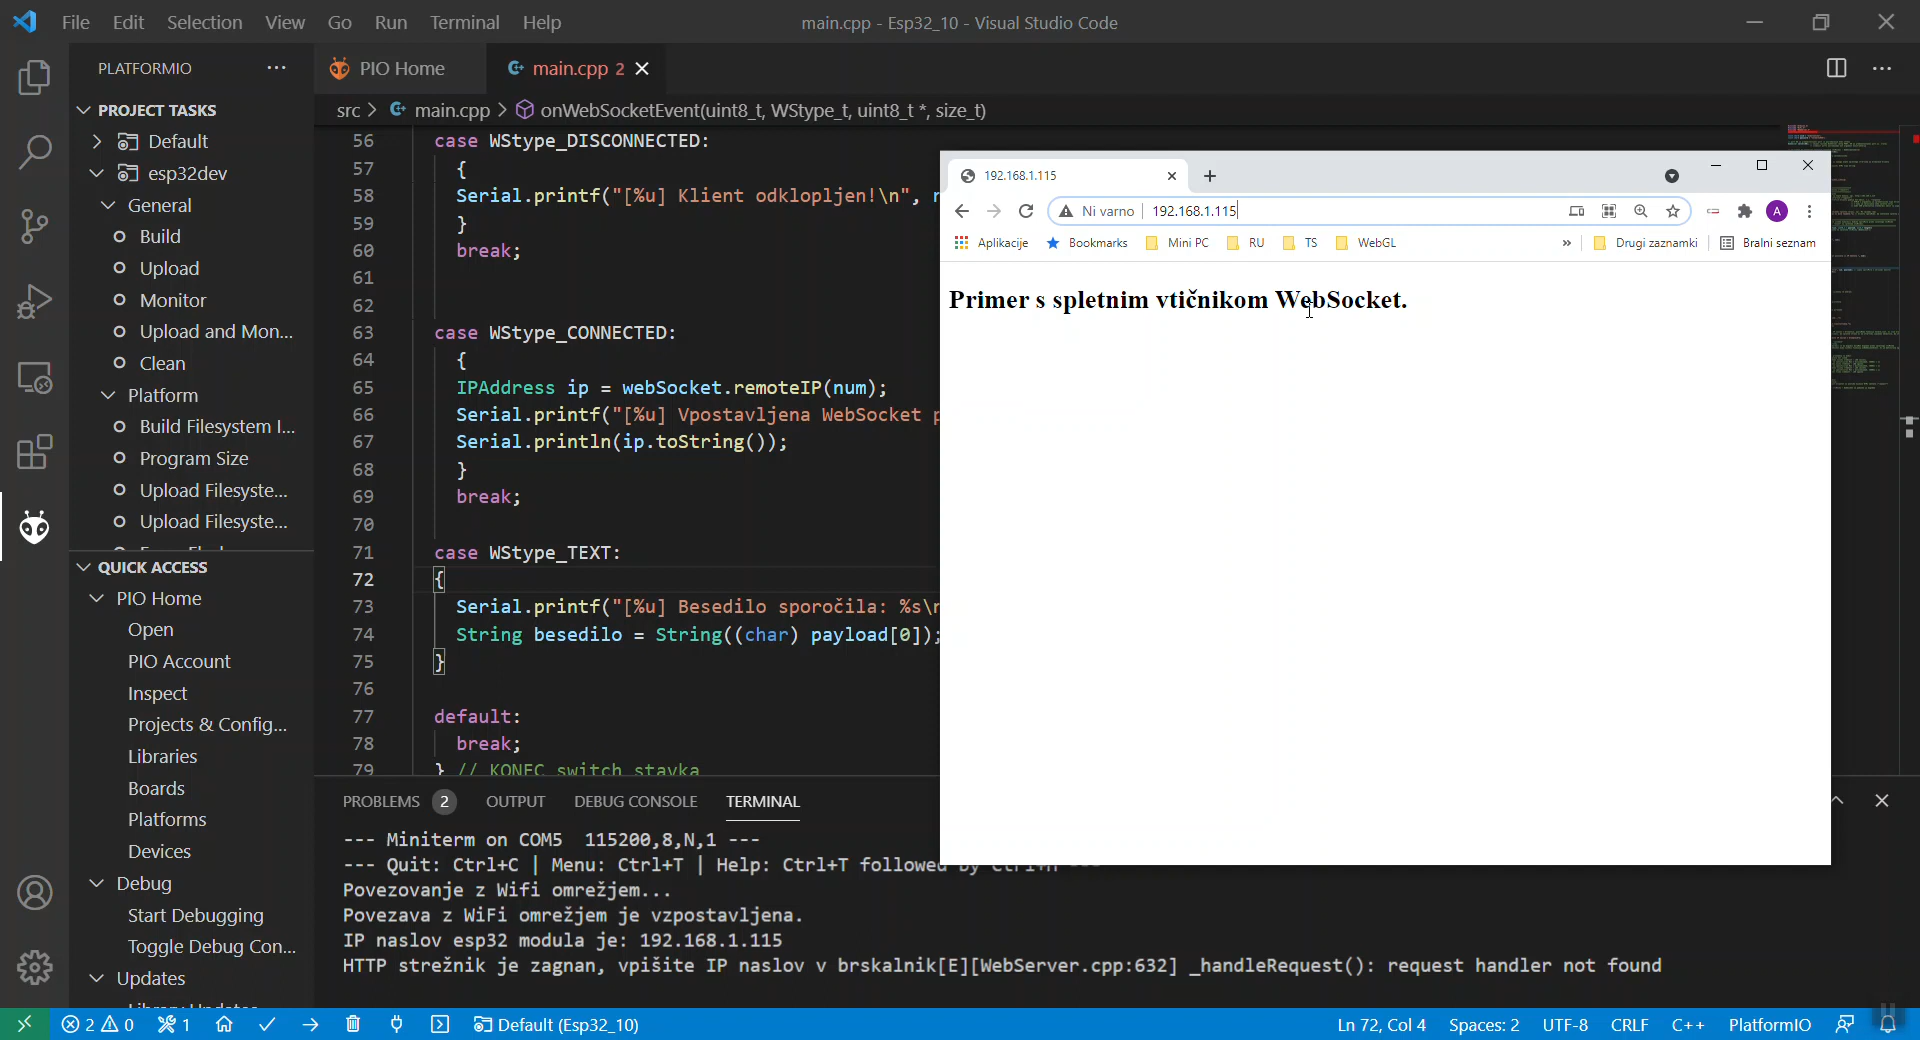 File Edit Selection View Go Run Terminal Help
main.cpp - Esp32_10 - Visual Studio Code
PLATFORMIO
PROJECT TASKS
Default
esp32dev
General
Build
Upload
Monitor
Upload and Mon...
Clean
Platform
Build Filesystem I...
Program Size
Upload Filesyste...
Upload Filesyste...
QUICK ACCESS
PIO Home
Open
PIO Account
Inspect
Projects & Config...
Libraries
Boards
Platforms
Devices
Debug
Start Debugging
Toggle Debug Con...
Updates
PIO Home
main.cpp 2
src > main.cpp > onWebSocketEvent(uint8_t, WStype_t, uint8_t *, size_t)
56 case WStype_DISCONNECTED:
57 {
58 Serial.printf("[%u] Klient odklopljen!\n",
59 }
60 break;
61
62
63 case WStype_CONNECTED:
64 {
65 IPAddress ip = webSocket.remoteIP(num);
66 Serial.printf("[%u] Vpostavljena WebSocket
67 Serial.println(ip.toString());
68 }
69 break;
70
71 case WStype_TEXT:
72 {
73 Serial.printf("[%u] Besedilo sporočila: %s\
74 String besedilo = String((char) payload[0]);
75 }
76
77 default:
78 break;
79 } // KONEC switch stavka
192.168.1.115
Ni varno 192.168.1.115
A
Aplikacije Bookmarks Mini PC RU TS WebGL » Drugi zaznamki Bralni seznam
Primer s spletnim vtičnikom WebSocket.
PROBLEMS 2 OUTPUT DEBUG CONSOLE TERMINAL
--- Miniterm on COM5 115200,8,N,1 ---
--- Quit: Ctrl+C | Menu: Ctrl+T | Help: Ctrl+T followed by Ctrl+H ---
Povezovanje z Wifi omrežjem...
Povezava z WiFi omrežjem je vzpostavljena.
IP naslov esp32 modula je: 192.168.1.115
HTTP strežnik je zagnan, vpišite IP naslov v brskalnik[E][WebServer.cpp:632] _handleRequest(): request handler not found
2 0 1 Default (Esp32_10) Ln 72, Col 4 Spaces: 2 UTF-8 CRLF C++ PlatformIO